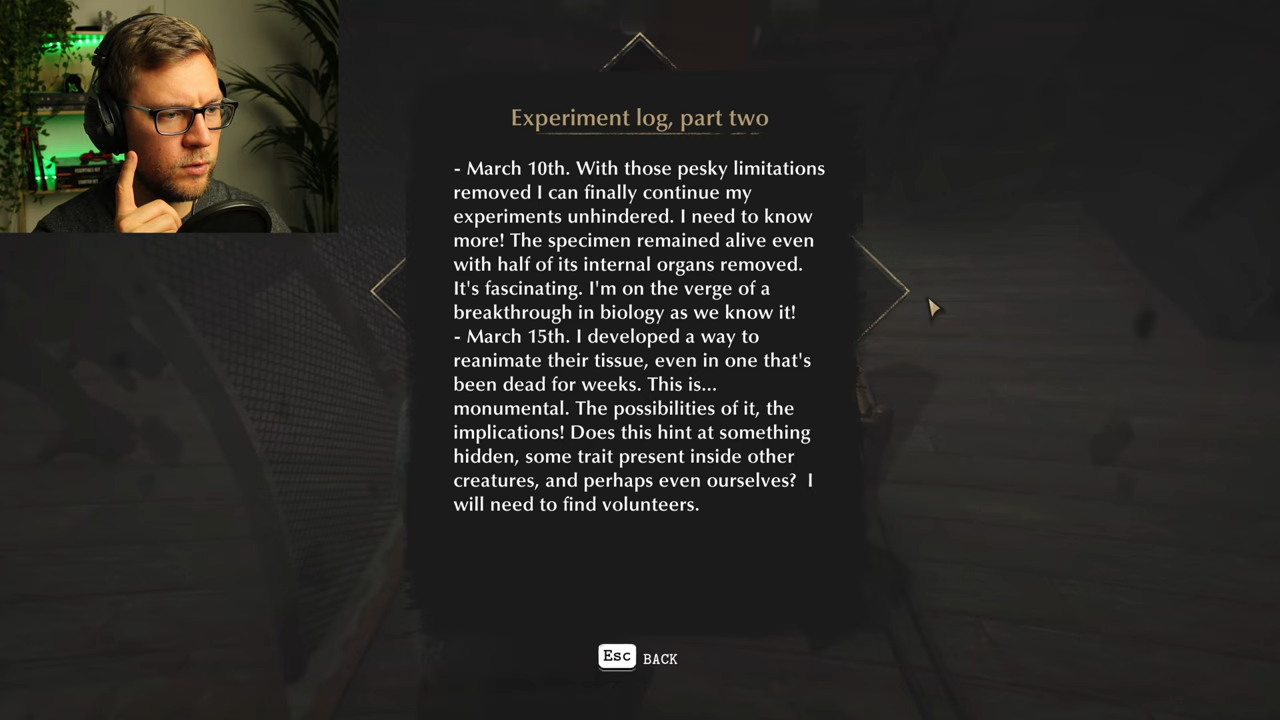 Experiment log, part two
- March 10th. With those pesky limitations
removed I can finally continue my
experiments unhindered. I need to know
more! The specimen remained alive even
with half of its internal organs removed.
It's fascinating. I'm on the verge of a
breakthrough in biology as we know it!
- March 15th. I developed a way to
reanimate their tissue, even in one that's
been dead for weeks. This is...
monumental. The possibilities of it, the
implications! Does this hint at something
hidden, some trait present inside other
creatures, and perhaps even ourselves?  I
will need to find volunteers.
Esc BACK